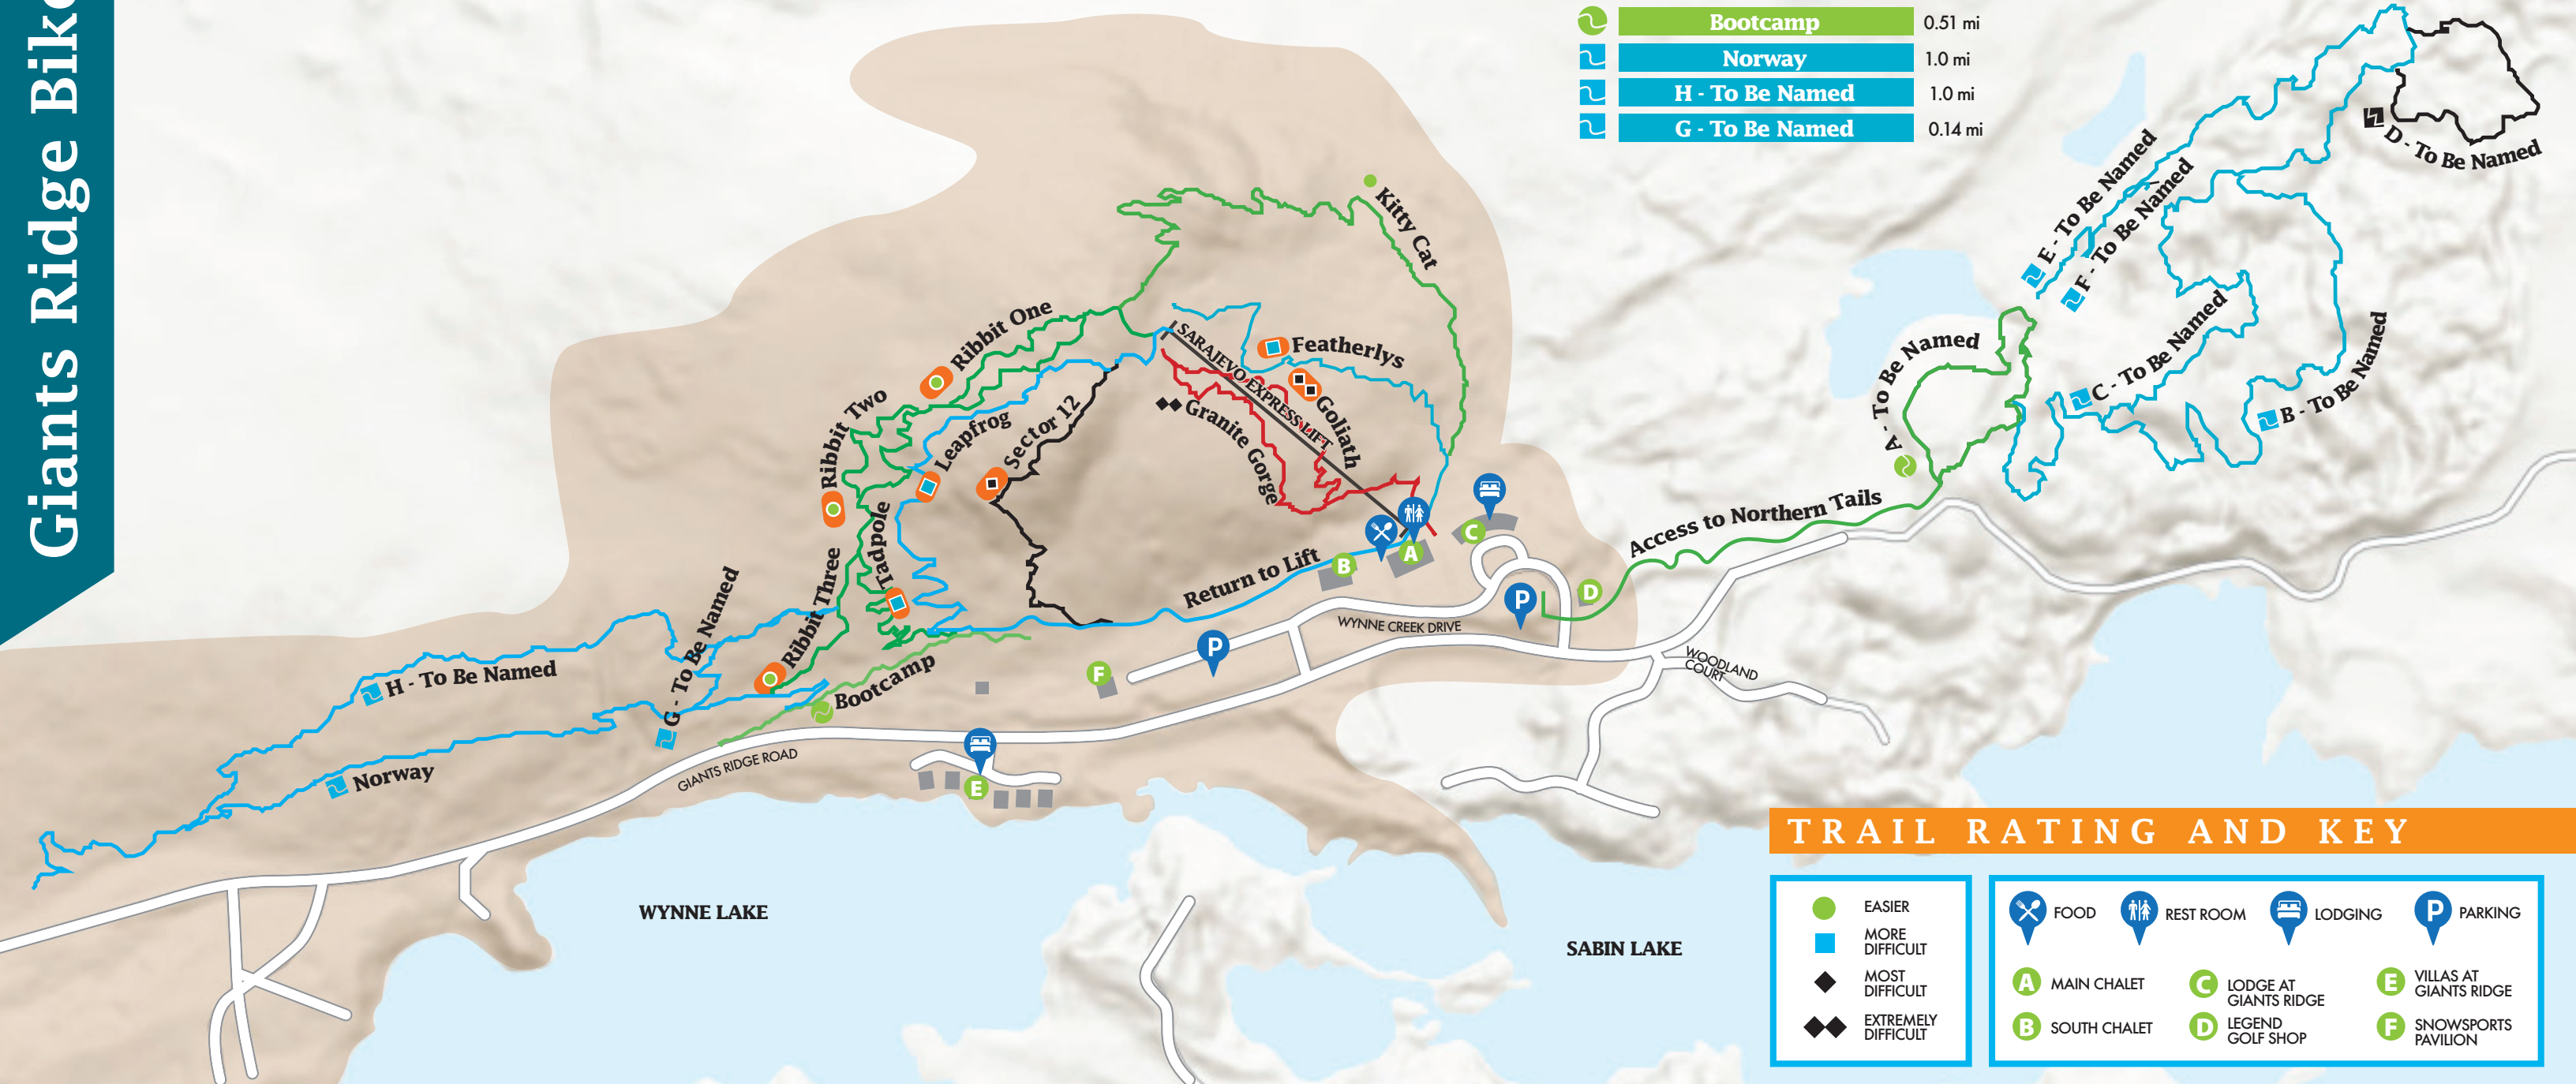 Giants Ridge Bike
Bootcamp 0.51 mi
Norway 1.0 mi
H - To Be Named 1.0 mi
G - To Be Named 0.14 mi
D - To Be Named
E - To Be Named
F - To Be Named
Kitty Cat
C - To Be Named
B - To Be Named
A - To Be Named
Ribbit One
SARAJEVO EXPRESS LIFT
Featherlys
Ribbit Two
Leapfrog
Sector 12
Granite Gorge
Goliath
Tadpole
Access to Northern Tails
Return to Lift
A
B
C
D
P
P
WYNNE CREEK DRIVE
WOODLAND
COURT
Ribbit Three
G - To Be Named
H - To Be Named
Bootcamp
F
Norway
GIANTS RIDGE ROAD
E
WYNNE LAKE
SABIN LAKE
TRAIL RATING AND KEY
EASIER
MORE
DIFFICULT
MOST
DIFFICULT
EXTREMELY
DIFFICULT
FOOD
REST ROOM
LODGING
P PARKING
A MAIN CHALET
B SOUTH CHALET
C LODGE AT
GIANTS RIDGE
D LEGEND
GOLF SHOP
E VILLAS AT
GIANTS RIDGE
F SNOWSPORTS
PAVILION